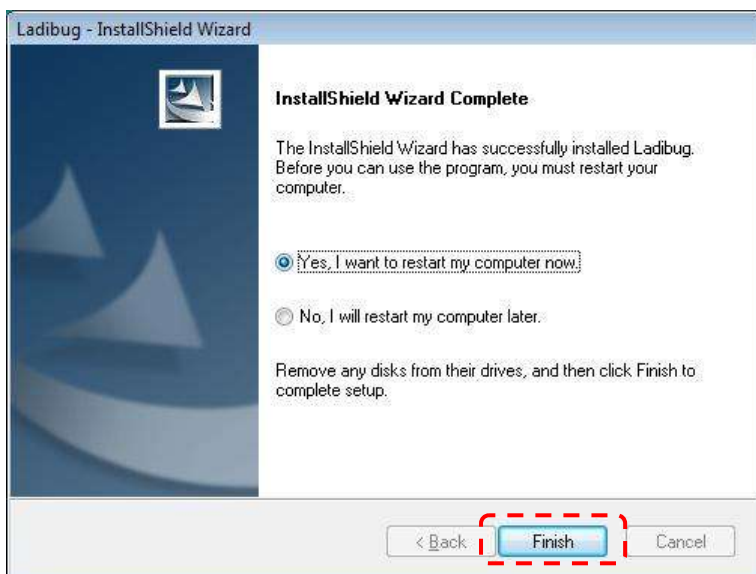 Ladibug - InstallShield Wizard
InstallShield Wizard Complete
The InstallShield Wizard has successfully installed Ladibug.
Before you can use the program, you must restart your
computer.
Yes, I want to restart my computer now.
No, I will restart my computer later.
Remove any disks from their drives, and then click Finish to
complete setup.
< Back Finish Cancel